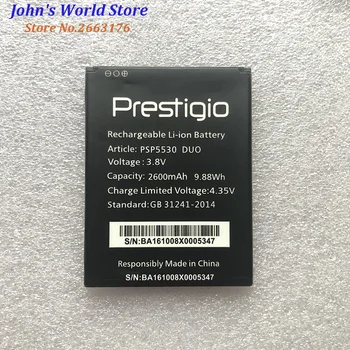 John's World Store
Store No.2663176
Prestigio
Rechargeable Li-ion Battery
Article: PSP5530 DUO
Voltage: 3.8V
Capacity: 2600mAh 9.88Wh
Charge Limited Voltage:4.35V
Standard:GB 31241-2014
S/N:BA161008X0005347
Responsibly Made in China
S/N:BA161008X0005347